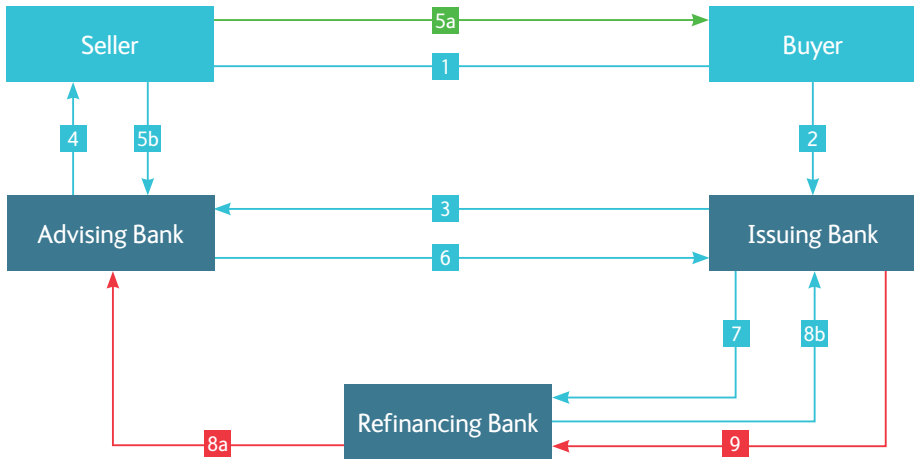 Seller
5a
Buyer
1
4
5b
2
Advising Bank
3
Issuing Bank
6
7
8b
Refinancing Bank
8a
9